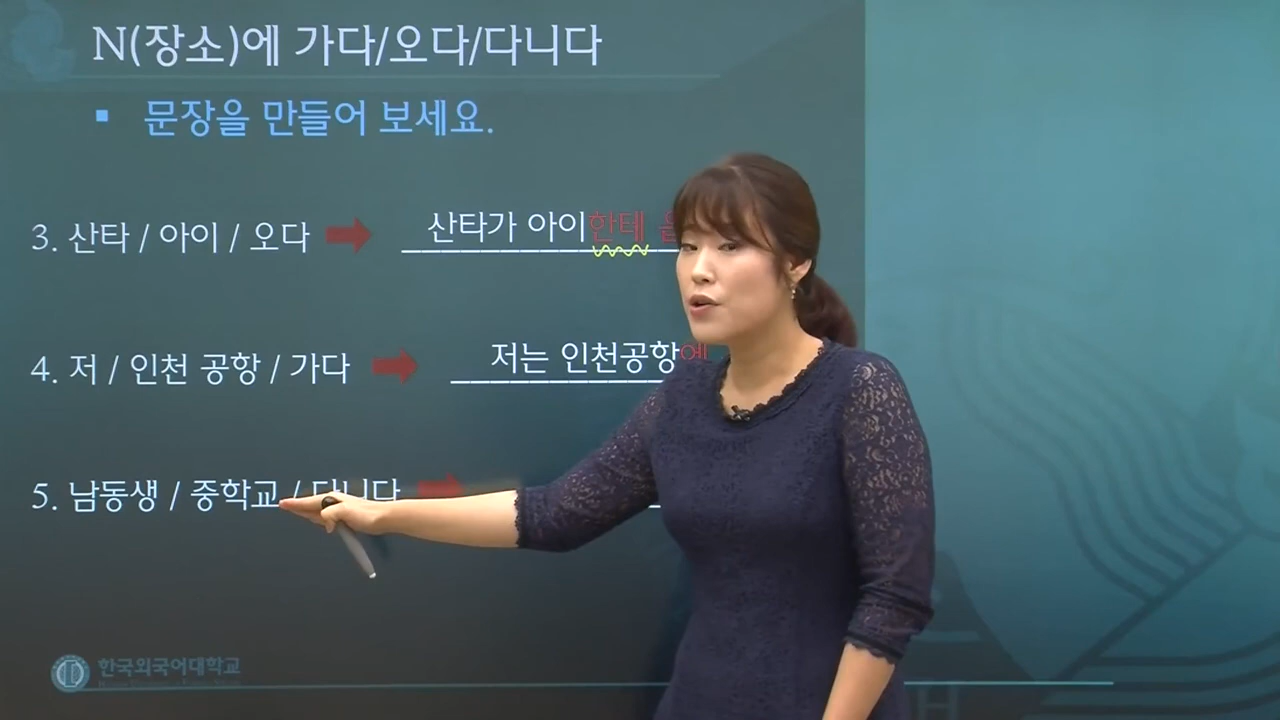 N(장소)에 가다/오다/다니다
▪ 문장을 만들어 보세요.
3. 산타 / 아이 / 오다 → 산타가 아이한테
4. 저 / 인천 공항 / 가다 → 저는 인천공항에
5. 남동생 / 중학교 / 다니다 →
한국외국어대학교